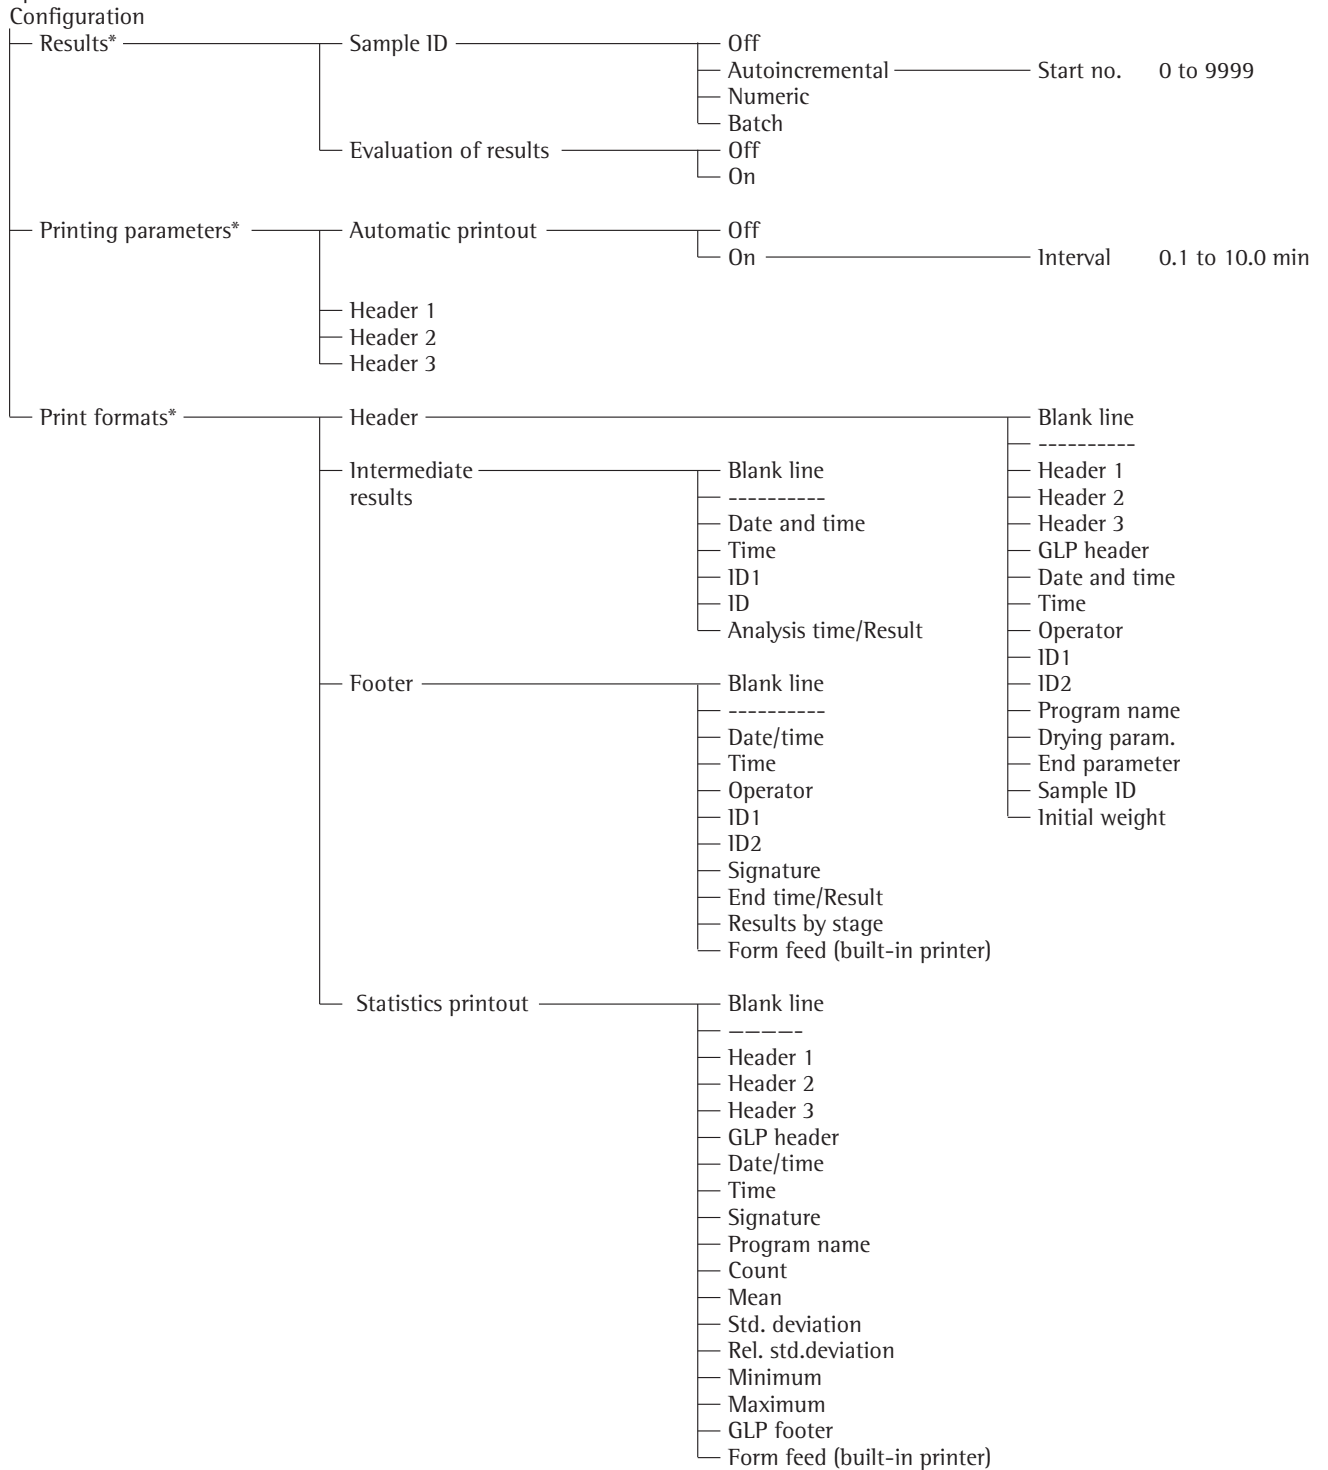 Configuration
Results* Sample ID Off
Autoincremental Start no. 0 to 9999
Numeric
Batch
Evaluation of results Off
On
Printing parameters* Automatic printout Off
On Interval 0.1 to 10.0 min
Header 1
Header 2
Header 3
Print formats* Header Blank line
----------
Intermediate Blank line Header 1
results ---------- Header 2
Date and time Header 3
Time GLP header
ID1 Date and time
ID Time
Analysis time/Result Operator
ID1
Footer Blank line ID2
---------- Program name
Date/time Drying param.
Time End parameter
Operator Sample ID
ID1 Initial weight
ID2
Signature
End time/Result
Results by stage
Form feed (built-in printer)
Statistics printout Blank line
————-
Header 1
Header 2
Header 3
GLP header
Date/time
Time
Signature
Program name
Count
Mean
Std. deviation
Rel. std.deviation
Minimum
Maximum
GLP footer
Form feed (built-in printer)